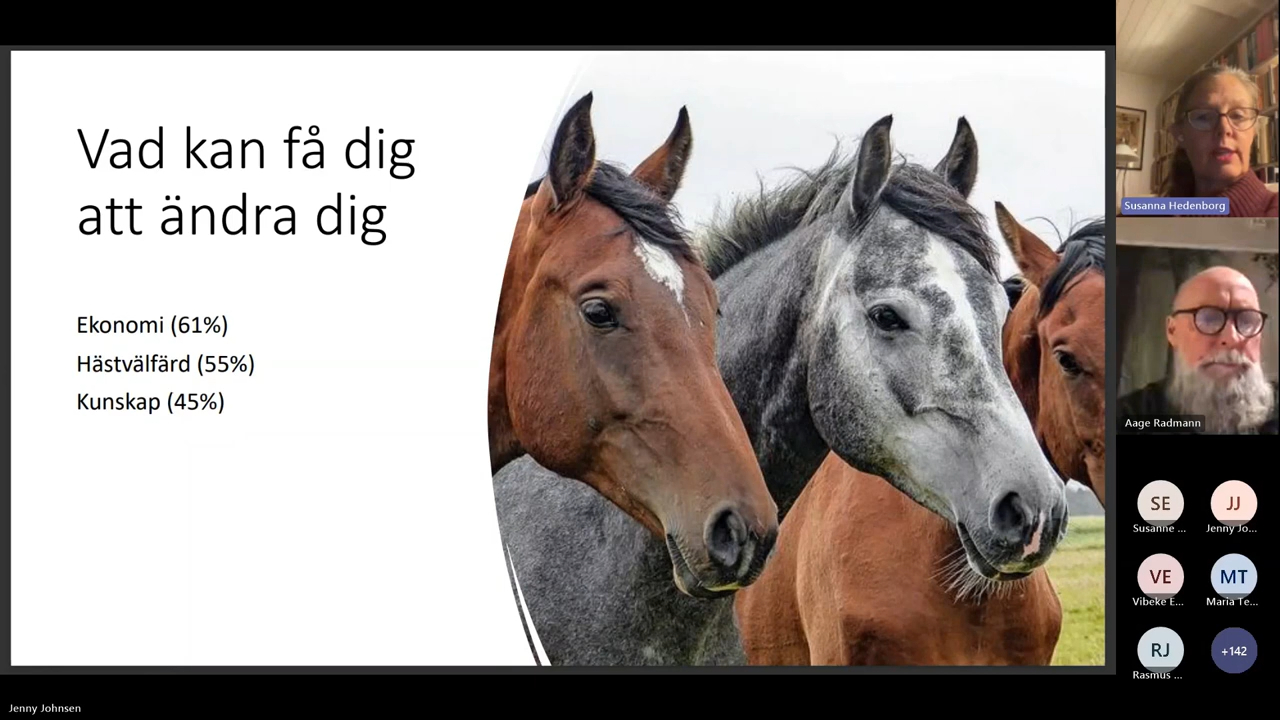 Vad kan få dig
att ändra dig
Ekonomi (61%)
Hästvälfärd (55%)
Kunskap (45%)
Susanna Hedenborg
Aage Radmann
SE
JJ
Susanne ...
Jenny Jo...
VE
MT
Vibeke E...
Maria Te...
RJ
+142
Rasmus ...
Jenny Johnsen